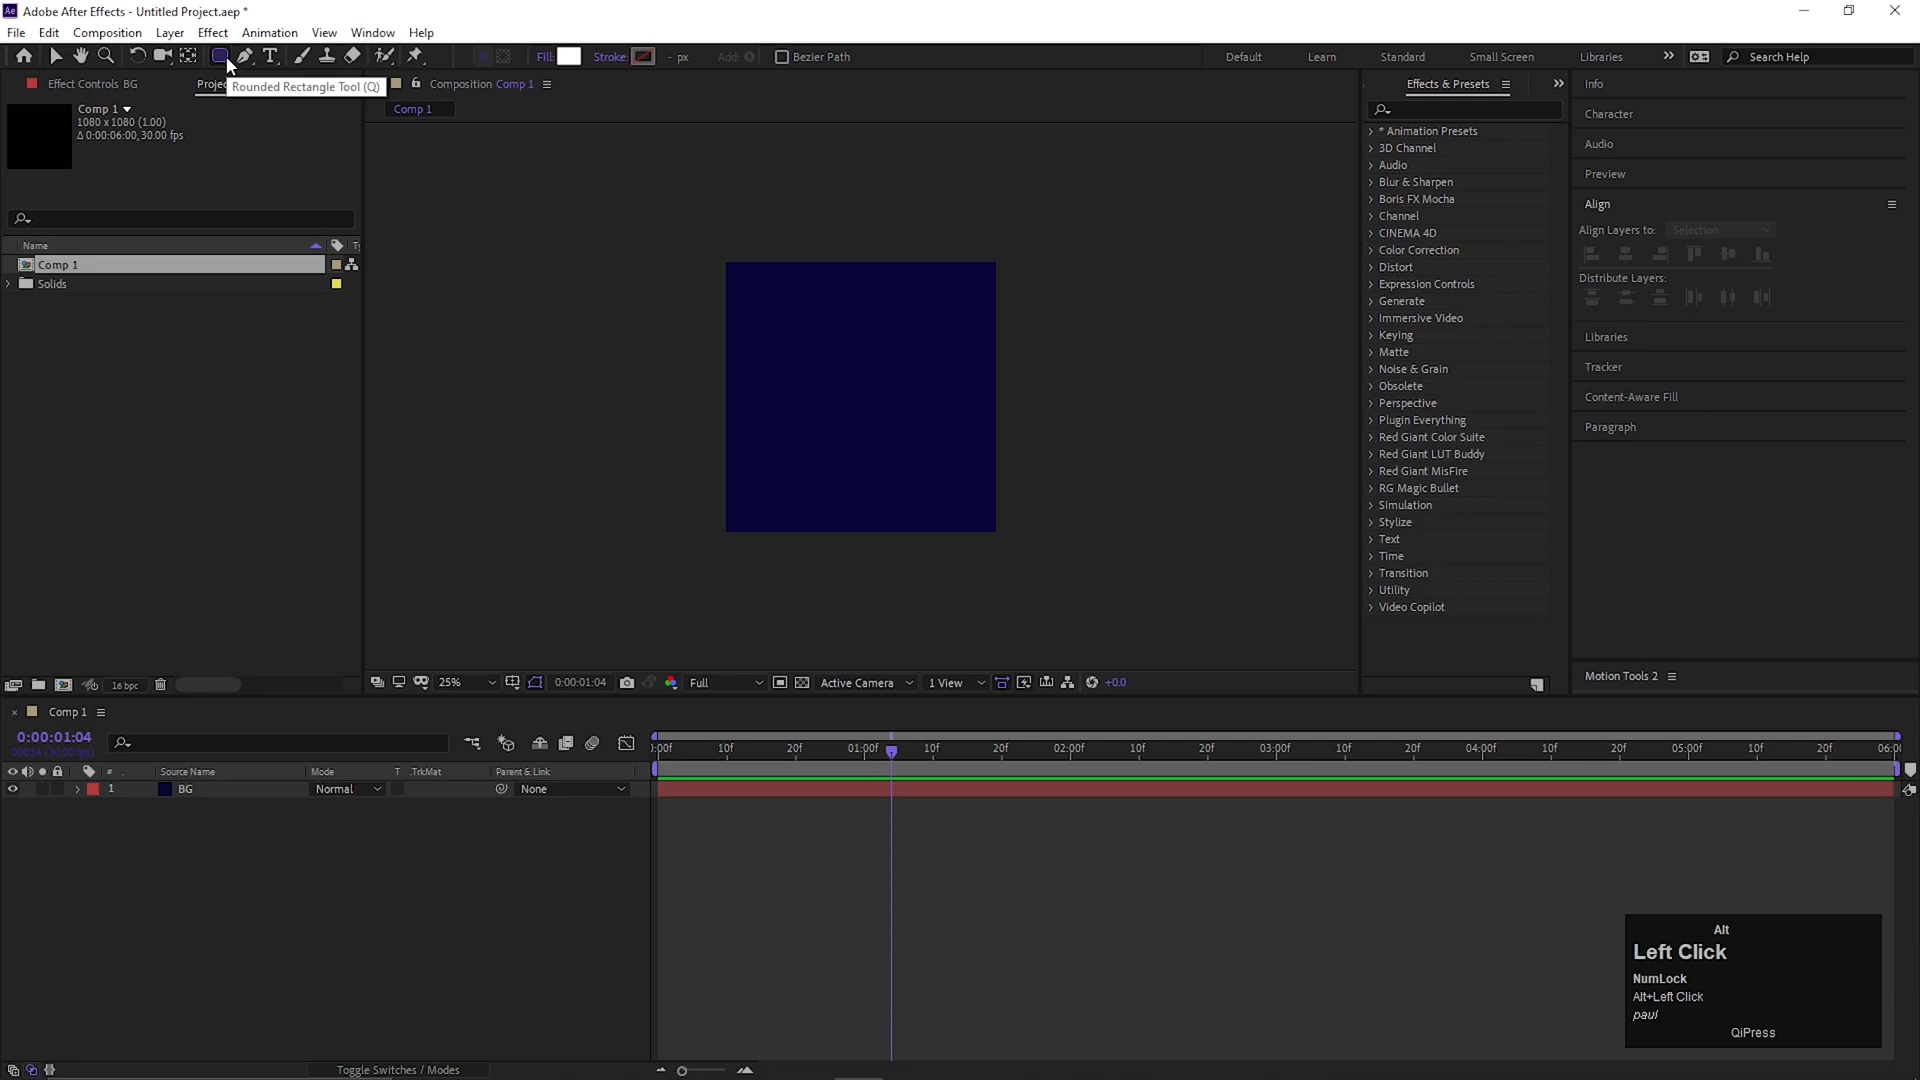 Adobe After Effects - Untitled Project.aep *
File Edit Composition Layer Effect Animation View Window Help
Fill: Stroke: - px Add: Bezier Path Default Learn Standard Small Screen Libraries Search Help
Effect Controls BG Projec
Rounded Rectangle Tool (Q)
Composition Comp 1
Comp 1
1080 x 1080 (1.00)
Δ 0:00:06:00, 30.00 fps
Comp 1
Name
Comp 1
Solids
16 bpc
25% 0:00:01:04 Full Active Camera 1 View +0.0
Effects & Presets
* Animation Presets
3D Channel
Audio
Blur & Sharpen
Boris FX Mocha
Channel
CINEMA 4D
Color Correction
Distort
Expression Controls
Generate
Immersive Video
Keying
Matte
Noise & Grain
Obsolete
Perspective
Plugin Everything
Red Giant Color Suite
Red Giant LUT Buddy
Red Giant MisFire
RG Magic Bullet
Simulation
Stylize
Text
Time
Transition
Utility
Video Copilot
Info
Character
Audio
Preview
Align
Align Layers to: Selection
Distribute Layers:
Libraries
Tracker
Content-Aware Fill
Paragraph
Motion Tools 2
Comp 1
0:00:01:04
00034 (30.00 fps)
# Source Name Mode T .TrkMat Parent & Link
1 BG Normal None
:00f 10f 20f 01:00f 10f 20f 02:00f 10f 20f 03:00f 10f 20f 04:00f 10f 20f 05:00f 10f 20f 06:0
Toggle Switches / Modes
Alt
Left Click
NumLock
Alt+Left Click
paul
QiPress